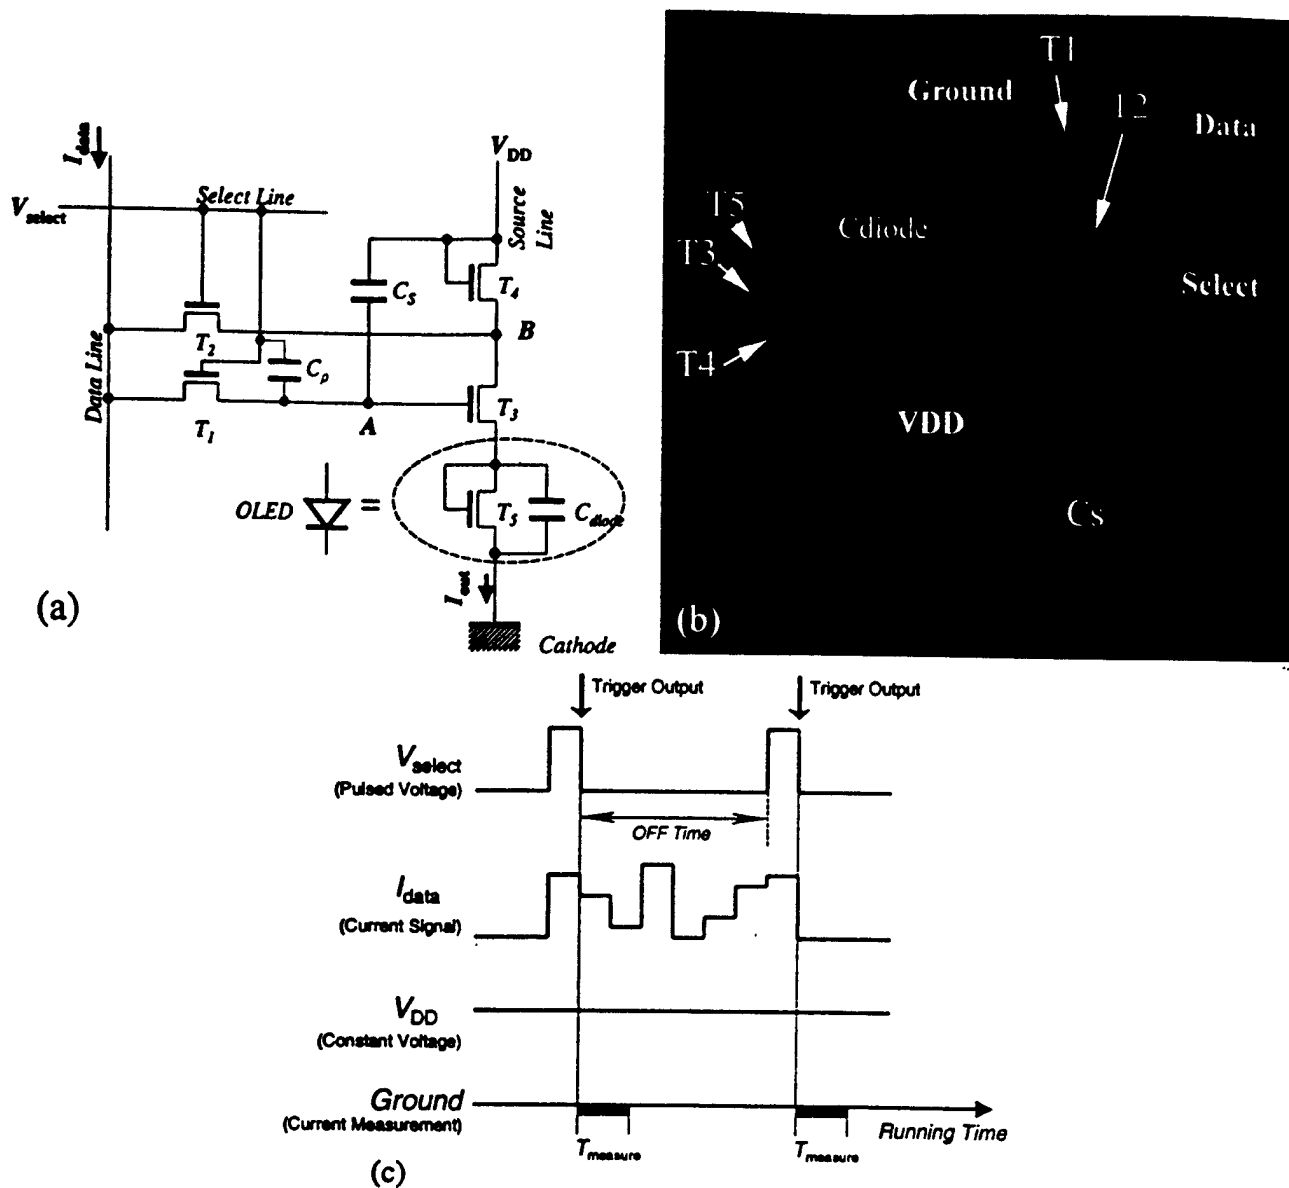 (a)
I_data
V_DD
V_select
Select Line
Source Line
C_S
T_4
B
T_2
C_p
Data Line
T_1
A
T_3
OLED
=
T_5
C_diode
I_out
Cathode
(b)
T1
Ground
T2
Data
T5
Cdiode
T3
Select
T4
VDD
Cs
Trigger Output
Trigger Output
V_select
(Pulsed Voltage)
OFF Time
I_data
(Current Signal)
V_DD
(Constant Voltage)
Ground
(Current Measurement)
Running Time
T_measure
T_measure
(c)